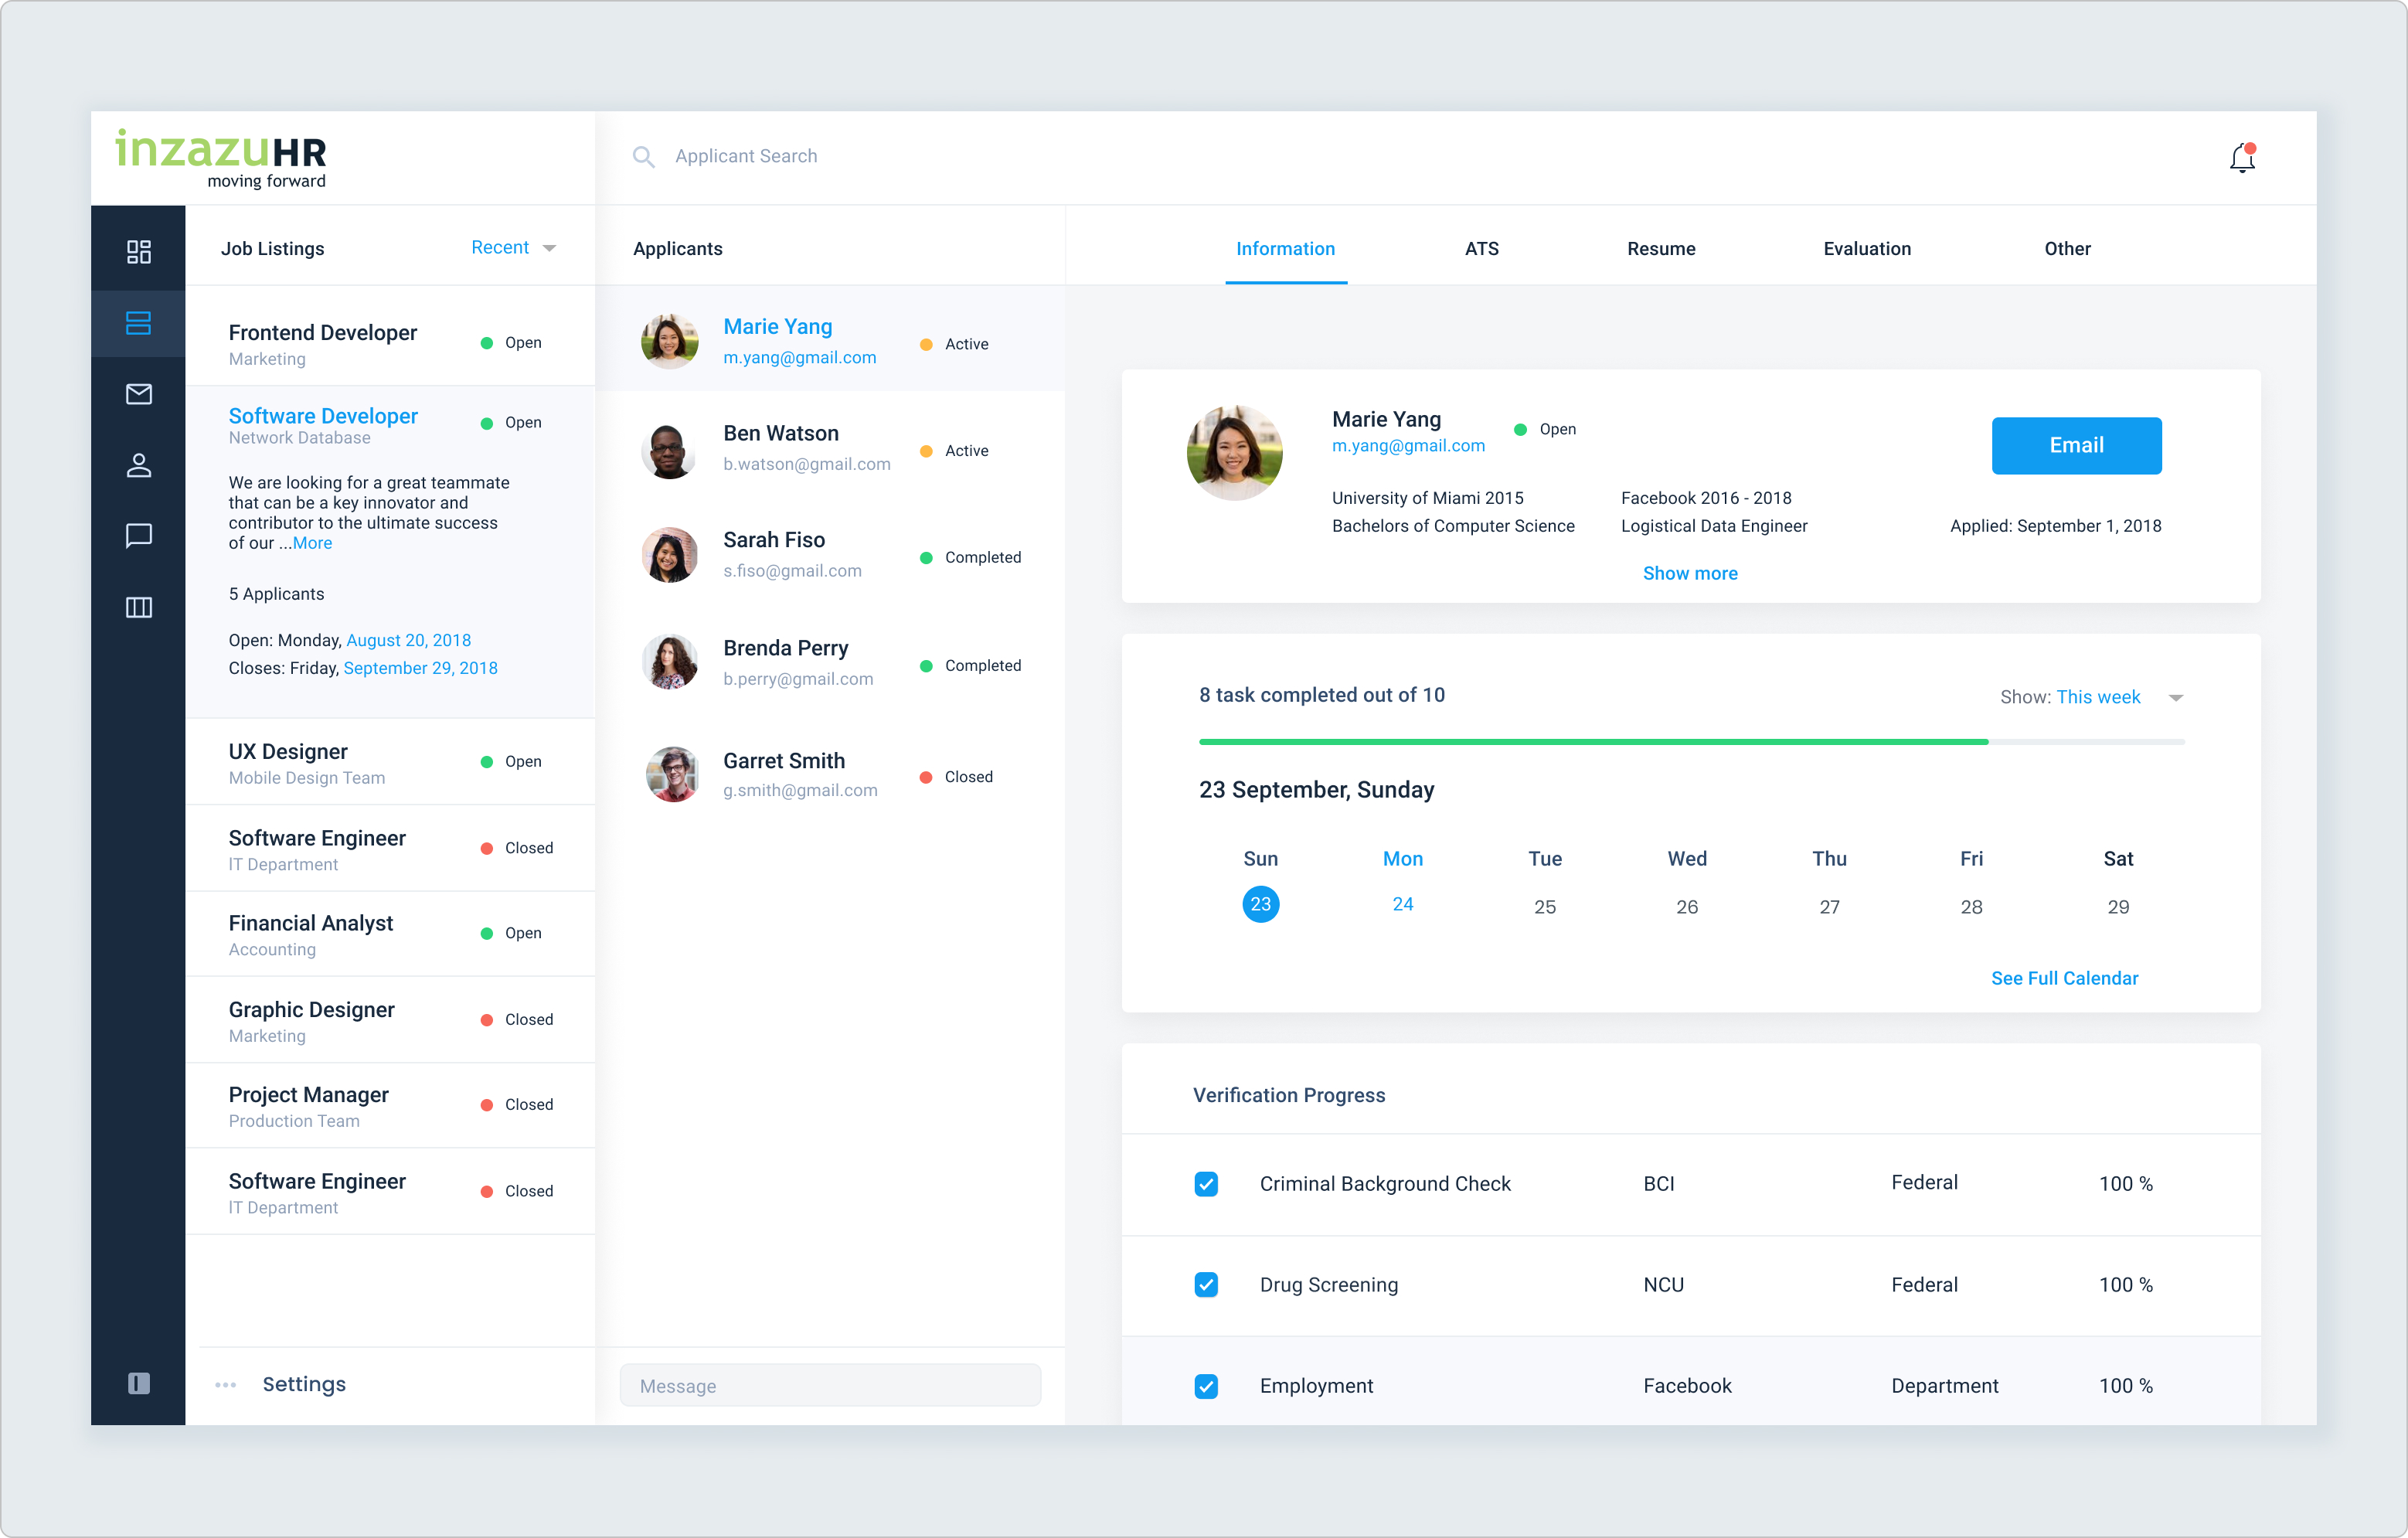 inzazuHR
moving forward
Applicant Search
Job Listings
Recent
Frontend Developer
Open
Marketing
Software Developer
Open
Network Database
We are looking for a great teammate
that can be a key innovator and
contributor to the ultimate success
of our ...More
5 Applicants
Open: Monday, August 20, 2018
Closes: Friday, September 29, 2018
UX Designer
Open
Mobile Design Team
Software Engineer
Closed
IT Department
Financial Analyst
Open
Accounting
Graphic Designer
Closed
Marketing
Project Manager
Closed
Production Team
Software Engineer
Closed
IT Department
Settings
Applicants
Marie Yang
Active
m.yang@gmail.com
Ben Watson
Active
b.watson@gmail.com
Sarah Fiso
Completed
s.fiso@gmail.com
Brenda Perry
Completed
b.perry@gmail.com
Garret Smith
Closed
g.smith@gmail.com
Message
Information ATS Resume Evaluation Other
Marie Yang
Open
m.yang@gmail.com
Email
University of Miami 2015
Bachelors of Computer Science
Facebook 2016 - 2018
Logistical Data Engineer
Applied: September 1, 2018
Show more
8 task completed out of 10
Show: This week
23 September, Sunday
Sun Mon Tue Wed Thu Fri Sat
23 24 25 26 27 28 29
See Full Calendar
Verification Progress
Criminal Background Check BCI Federal 100 %
Drug Screening NCU Federal 100 %
Employment Facebook Department 100 %